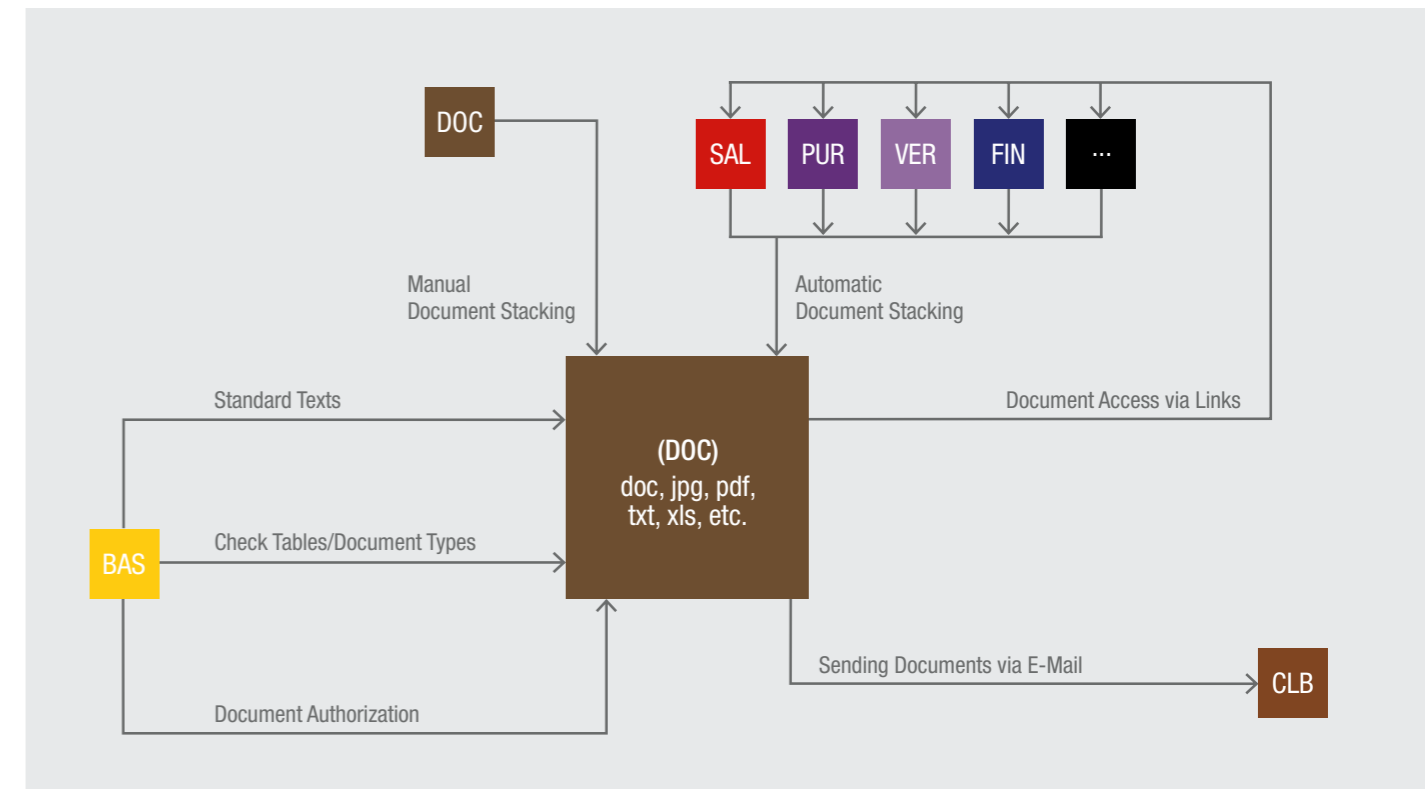 DOC
SAL
PUR
VER
FIN
...
Manual
Document Stacking
Automatic
Document Stacking
Standard Texts
Document Access via Links
(DOC)
doc, jpg, pdf,
txt, xls, etc.
BAS
Check Tables/Document Types
Sending Documents via E-Mail
CLB
Document Authorization